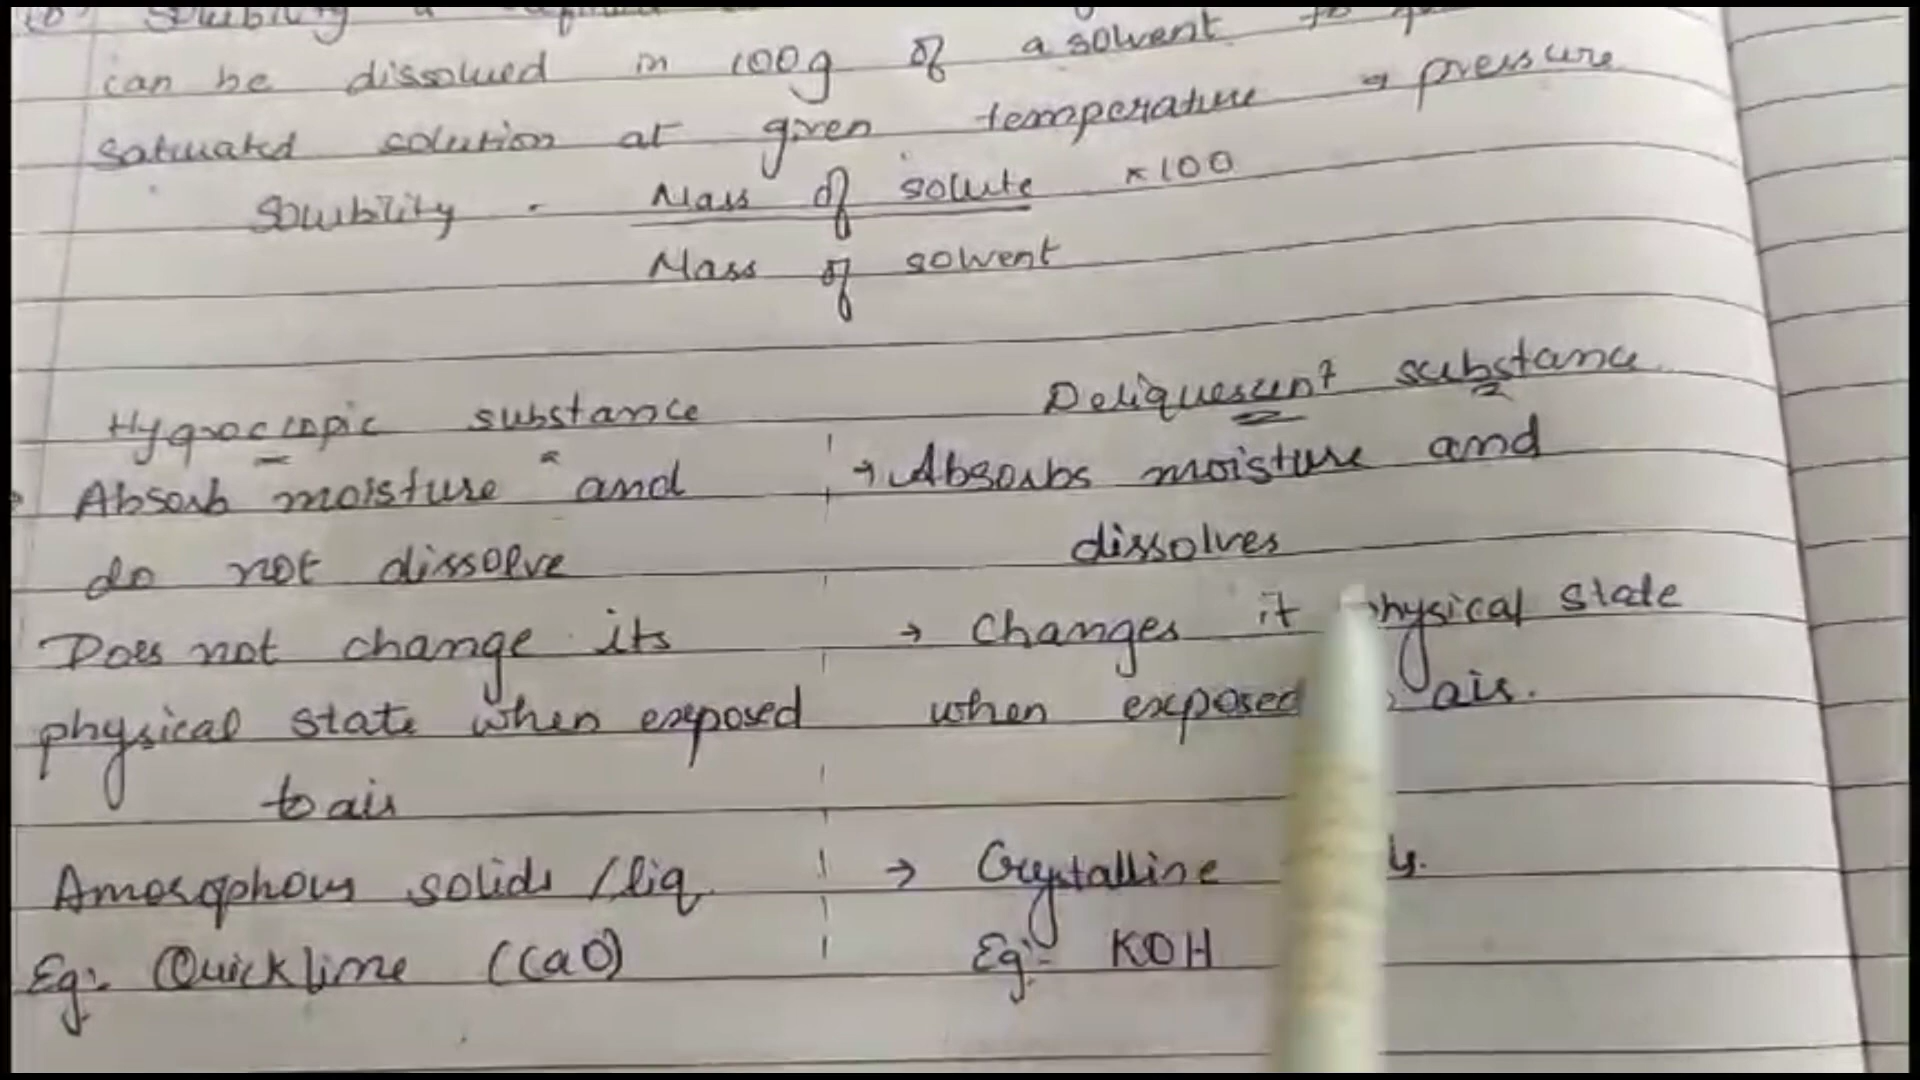 can be dissolved in 100g of a solvent to
saturated solution at given temperature → pressure
Solubility = Mass of solute ×100
Mass of solvent
Hygroscopic substance
Deliquescent substance
Absorb moisture and
do not dissolve
Does not change its
physical state when exposed
to air
Amorphous solids / liq
Eg:- Quicklime (CaO)
→ Absorbs moisture and
dissolves
→ Changes it physical state
when exposed air.
→ Crystalline
Eg:- KOH